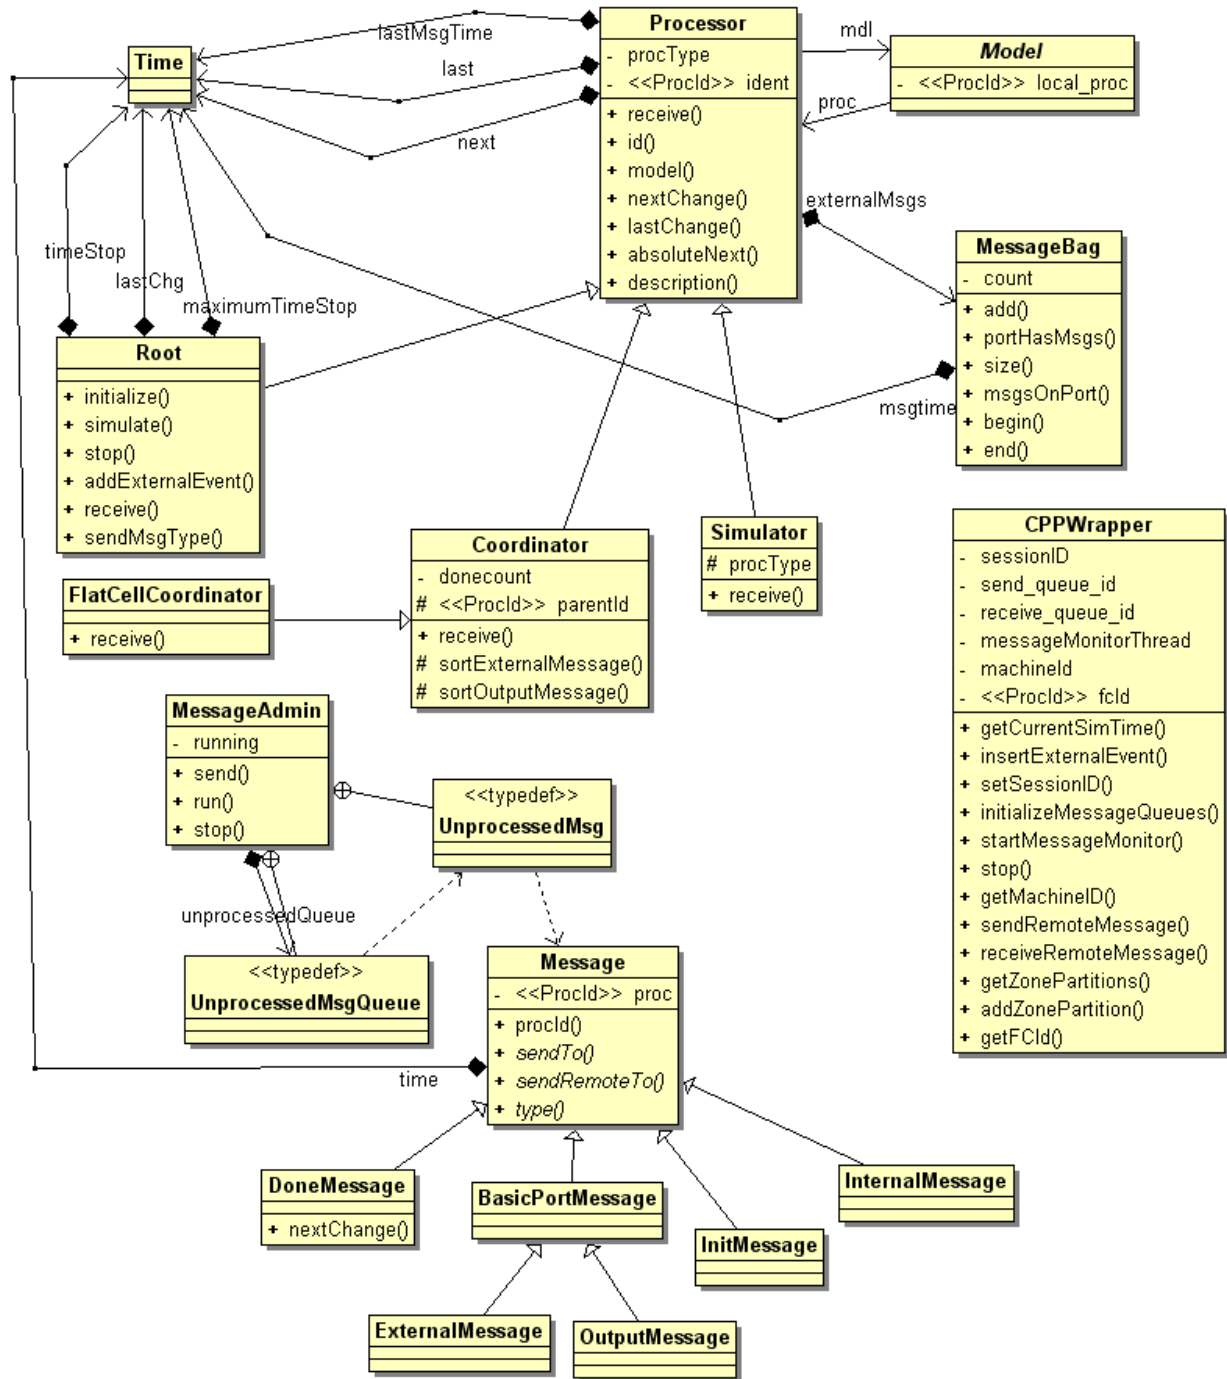 Processor
- procType
- <<ProcId>> ident
+ receive()
+ id()
+ model()
+ nextChange()
+ lastChange()
+ absoluteNext()
+ description()
lastMsgTime
last
next
mdl
proc
Model
- <<ProcId>> local_proc
Time
externalMsgs
MessageBag
- count
+ add()
+ portHasMsgs()
+ size()
+ msgsOnPort()
+ begin()
+ end()
msgtime
timeStop
lastChg
maximumTimeStop
Root
+ initialize()
+ simulate()
+ stop()
+ addExternalEvent()
+ receive()
+ sendMsgType()
Coordinator
- donecount
# <<ProcId>> parentId
+ receive()
# sortExternalMessage()
# sortOutputMessage()
Simulator
# procType
+ receive()
FlatCellCoordinator
+ receive()
CPPWrapper
- sessionID
- send_queue_id
- receive_queue_id
- messageMonitorThread
- machineId
- <<ProcId>> fcId
+ getCurrentSimTime()
+ insertExternalEvent()
+ setSessionID()
+ initializeMessageQueues()
+ startMessageMonitor()
+ stop()
+ getMachineID()
+ sendRemoteMessage()
+ receiveRemoteMessage()
+ getZonePartitions()
+ addZonePartition()
+ getFCId()
MessageAdmin
- running
+ send()
+ run()
+ stop()
<<typedef>>
UnprocessedMsg
unprocessedQueue
<<typedef>>
UnprocessedMsgQueue
Message
- <<ProcId>> proc
+ procId()
+ sendTo()
+ sendRemoteTo()
+ type()
time
DoneMessage
+ nextChange()
BasicPortMessage
InitMessage
InternalMessage
ExternalMessage
OutputMessage